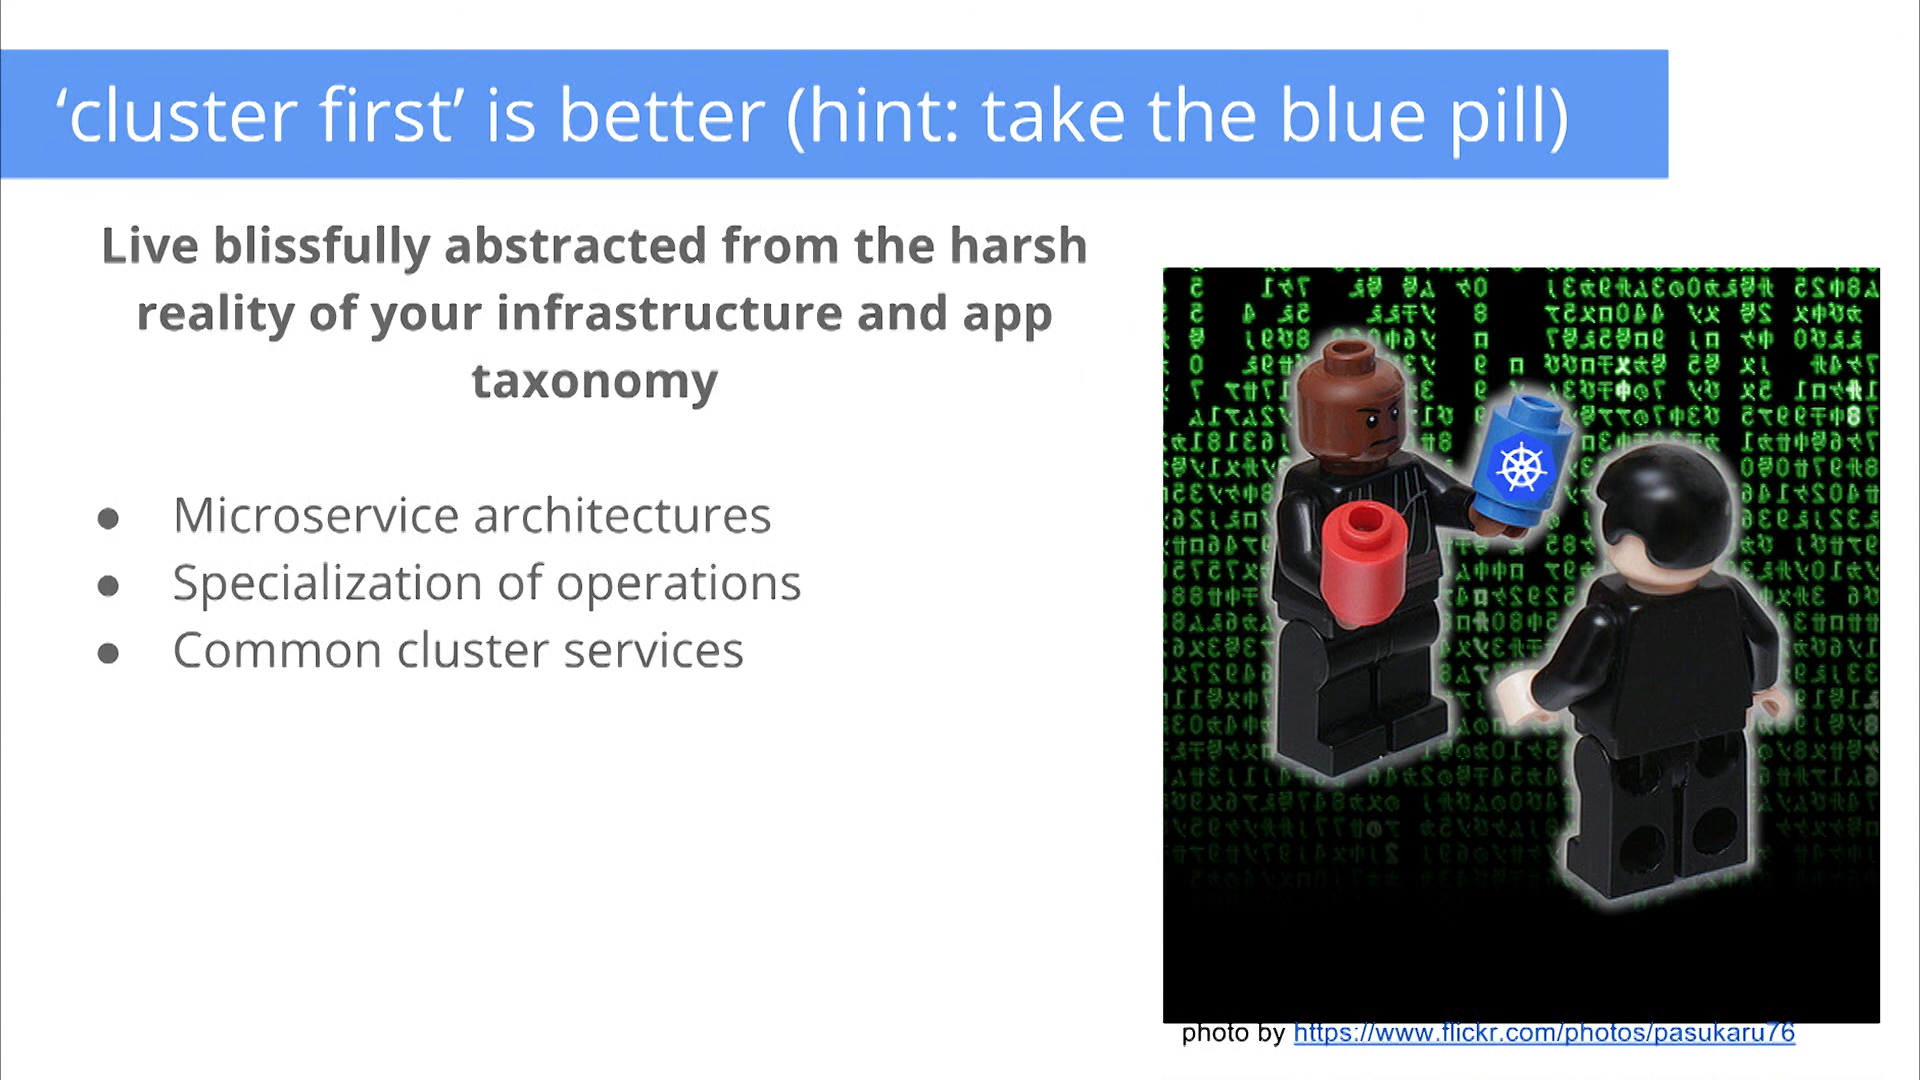 ‘cluster first’ is better (hint: take the blue pill)
Live blissfully abstracted from the harsh
reality of your infrastructure and app
taxonomy
● Microservice architectures
● Specialization of operations
● Common cluster services
photo by https://www.flickr.com/photos/pasukaru76